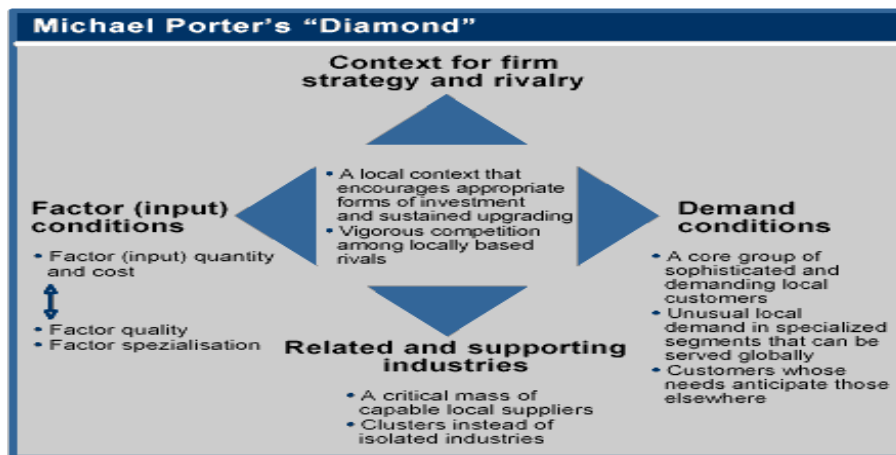 Michael Porter's “Diamond”
Context for firm
strategy and rivalry
• A local context that
encourages appropriate
forms of investment
and sustained upgrading
• Vigorous competition
among locally based
rivals
Factor (input)
conditions
• Factor (input) quantity
and cost
• Factor quality
• Factor spezialisation
Demand
conditions
• A core group of
sophisticated and
demanding local
customers
• Unusual local
demand in specialized
segments that can be
served globally
• Customers whose
needs anticipate those
elsewhere
Related and supporting
industries
• A critical mass of
capable local suppliers
• Clusters instead of
isolated industries